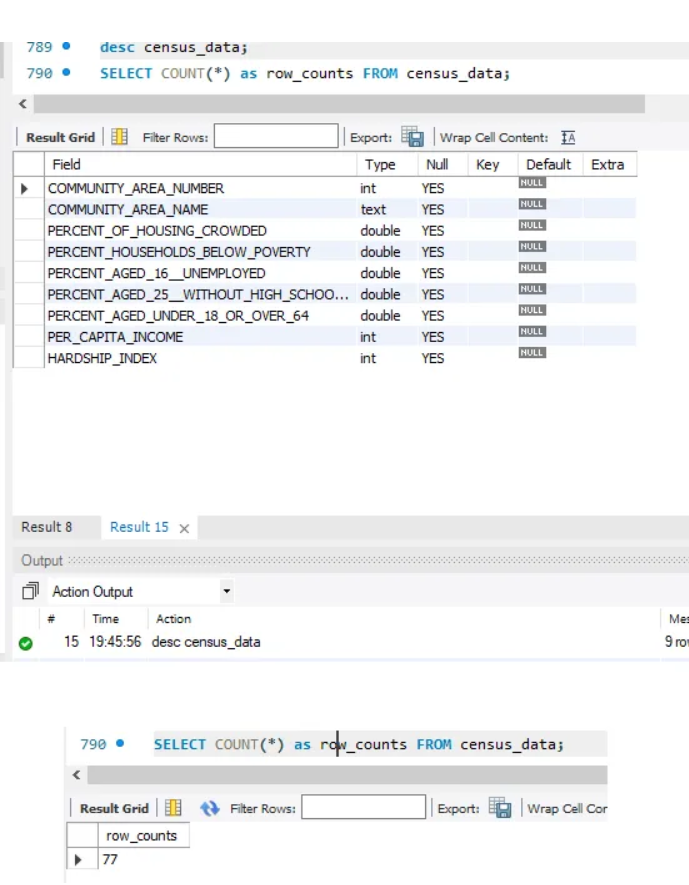 789 desc census_data;
790 SELECT COUNT(*) as row_counts FROM census_data;
<
Result Grid Filter Rows: Export: Wrap Cell Content: IA
Field Type Null Key Default Extra
COMMUNITY_AREA_NUMBER int YES NULL
COMMUNITY_AREA_NAME text YES NULL
PERCENT_OF_HOUSING_CROWDED double YES NULL
PERCENT_HOUSEHOLDS_BELOW_POVERTY double YES NULL
PERCENT_AGED_16__UNEMPLOYED double YES NULL
PERCENT_AGED_25__WITHOUT_HIGH_SCHOO... double YES NULL
PERCENT_AGED_UNDER_18_OR_OVER_64 double YES NULL
PER_CAPITA_INCOME int YES NULL
HARDSHIP_INDEX int YES NULL
Result 8 Result 15 ×
Output
Action Output
# Time Action Mes
15 19:45:56 desc census_data 9 rov
790 SELECT COUNT(*) as row_counts FROM census_data;
<
Result Grid Filter Rows: Export: Wrap Cell Cor
row_counts
77